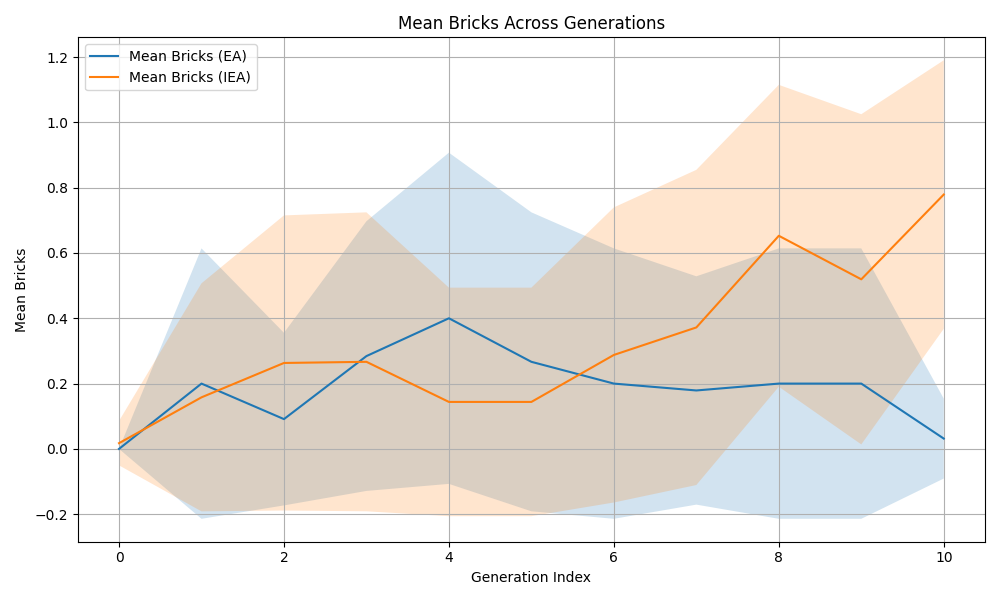 Mean Bricks Across Generations
Mean Bricks (EA)
Mean Bricks (IEA)
Mean Bricks
1.2
1.0
0.8
0.6
0.4
0.2
0.0
−0.2
0 2 4 6 8 10
Generation Index